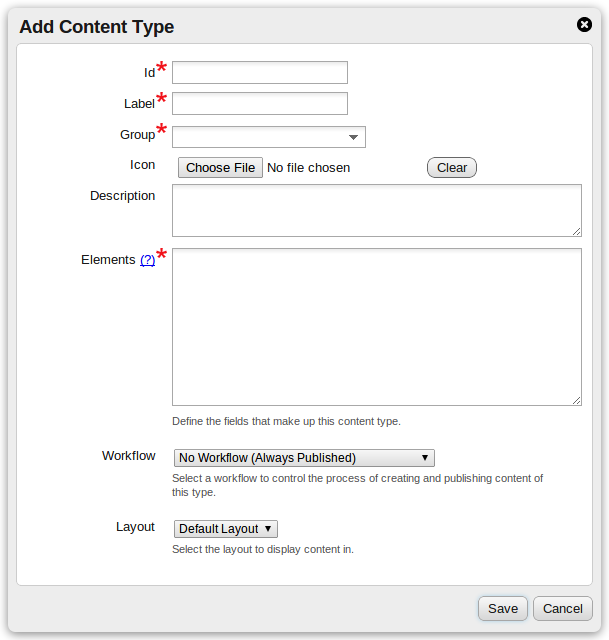 Add Content Type
Id*
Label*
Group*
Icon Choose File No file chosen Clear
Description
Elements (?)*
Define the fields that make up this content type.
Workflow No Workflow (Always Published)
Select a workflow to control the process of creating and publishing content of
this type.
Layout Default Layout
Select the layout to display content in.
Save Cancel